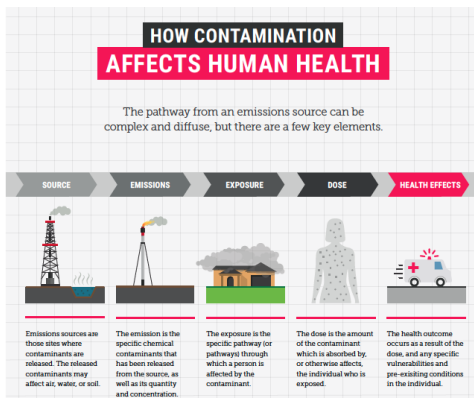 HOW CONTAMINATION
AFFECTS HUMAN HEALTH
The pathway from an emissions source can be
complex and diffuse, but there are a few key elements.
SOURCE
EMISSIONS
EXPOSURE
DOSE
HEALTH EFFECTS
Emissions sources are
those sites where
contaminants are
released. The released
contaminants may
affect air, water, or soil.
The emission is the
specific chemical
contaminants that
has been released
from the source, as
well as its quantity
and concentration.
The exposure is the
specific pathway (or
pathways) through
which a person is
affected by the
contaminant.
The dose is the amount
of the contaminant
which is absorbed by,
or otherwise affects,
the individual who is
exposed.
The health outcome
occurs as a result of the
dose, and any specific
vulnerabilities and
pre-exisiting conditions
in the individual.